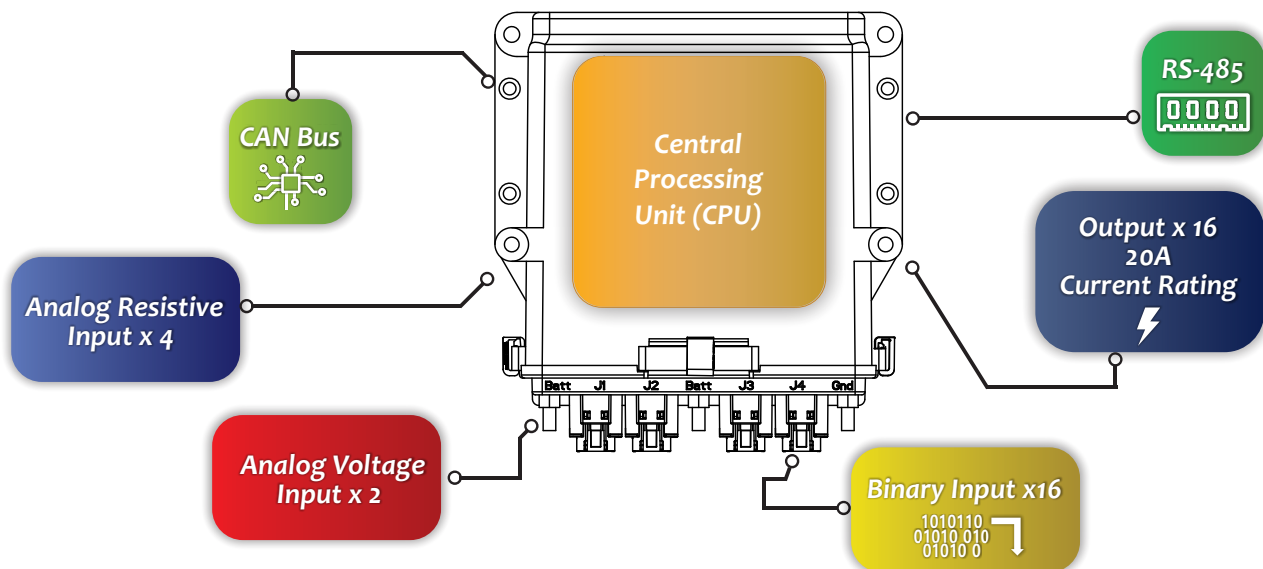 CAN Bus
RS-485
0000
Central
Processing
Unit (CPU)
Output x 16
20A
Current Rating
Analog Resistive
Input x 4
Batt J1 J2 Batt J3 J4 Gnd
Analog Voltage
Input x 2
Binary Input x16
1010110
01010 010
01010 0